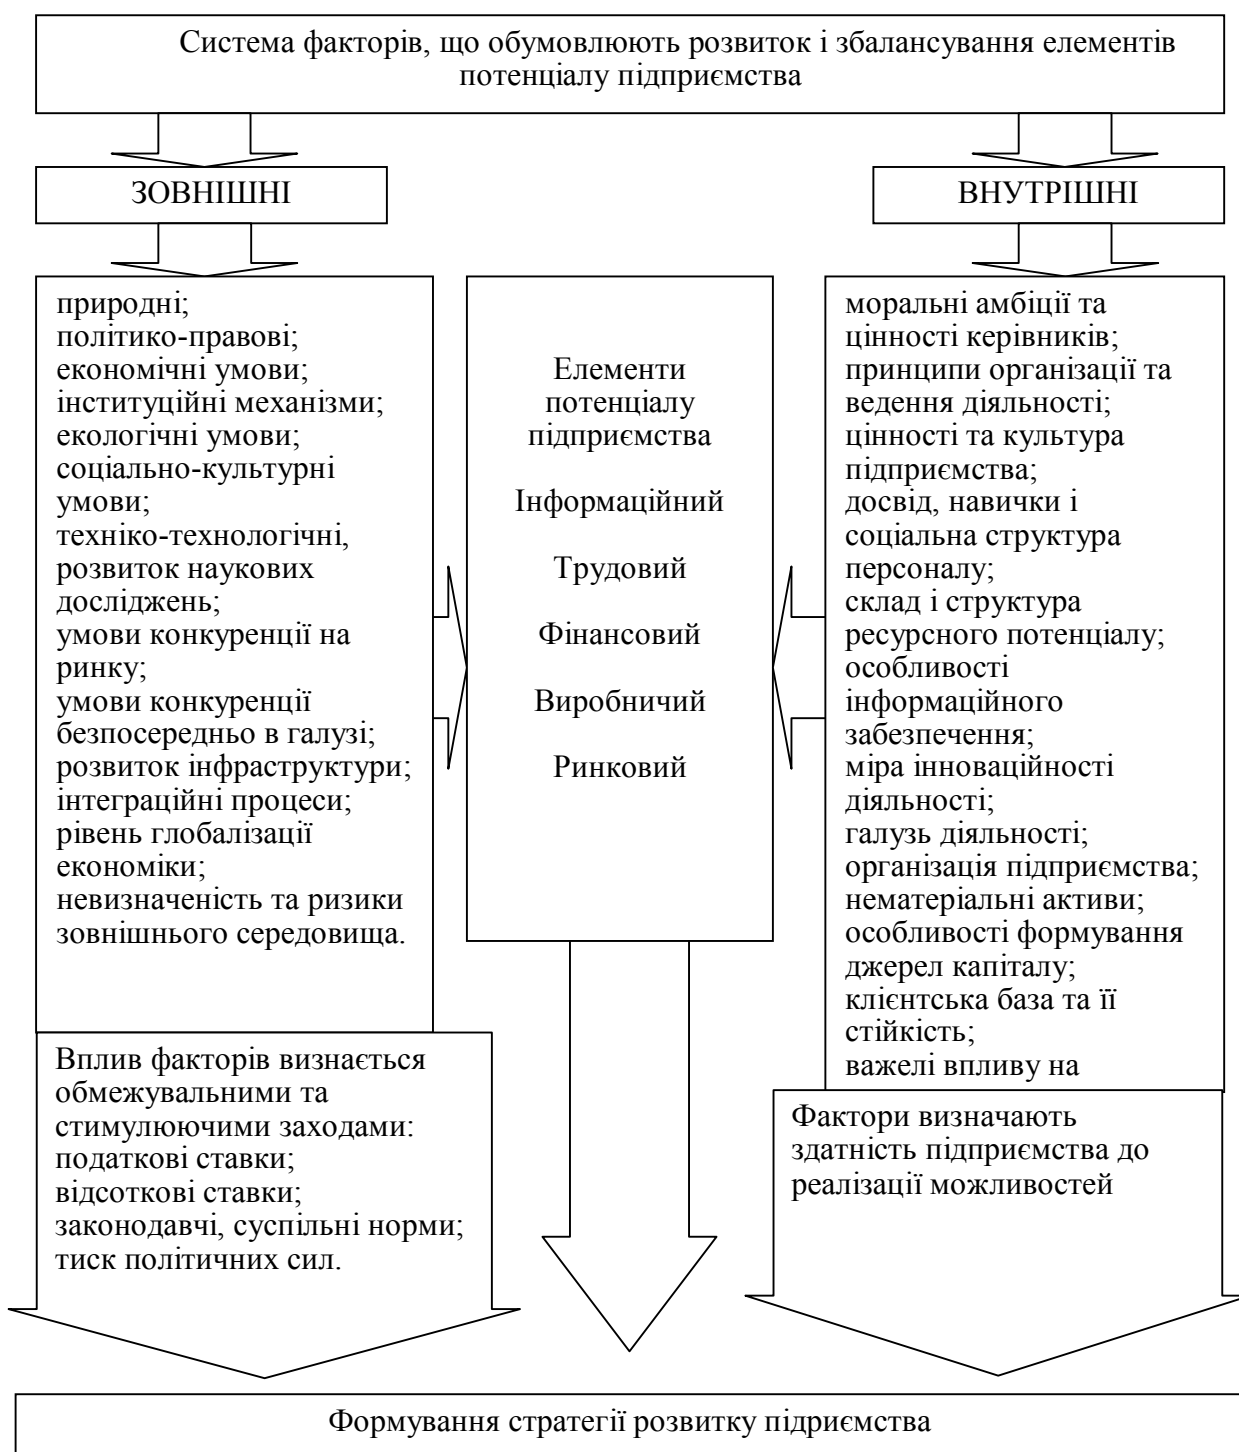 Система факторів, що обумовлюють розвиток і збалансування елементів
потенціалу підприємства
ЗОВНІШНІ
ВНУТРІШНІ
природні;
політико-правові;
економічні умови;
інституційні механізми;
екологічні умови;
соціально-культурні
умови;
техніко-технологічні,
розвиток наукових
досліджень;
умови конкуренції на
ринку;
умови конкуренції
безпосередньо в галузі;
розвиток інфраструктури;
інтеграційні процеси;
рівень глобалізації
економіки;
невизначеність та ризики
зовнішнього середовища.
Елементи
потенціалу
підприємства
Інформаційний
Трудовий
Фінансовий
Виробничий
Ринковий
моральні амбіції та
цінності керівників;
принципи організації та
ведення діяльності;
цінності та культура
підприємства;
досвід, навички і
соціальна структура
персоналу;
склад і структура
ресурсного потенціалу;
особливості
інформаційного
забезпечення;
міра інноваційності
діяльності;
галузь діяльності;
організація підприємства;
нематеріальні активи;
особливості формування
джерел капіталу;
клієнтська база та її
стійкість;
важелі впливу на
Вплив факторів визнається
обмежувальними та
стимулюючими заходами:
податкові ставки;
відсоткові ставки;
законодавчі, суспільні норми;
тиск політичних сил.
Фактори визначають
здатність підприємства до
реалізації можливостей
Формування стратегії розвитку підриємства